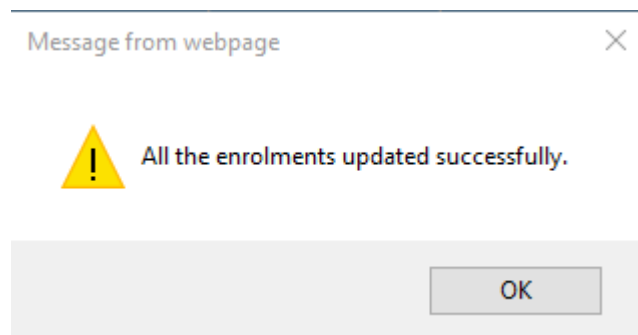 Message from webpage
All the enrolments updated successfully.
OK